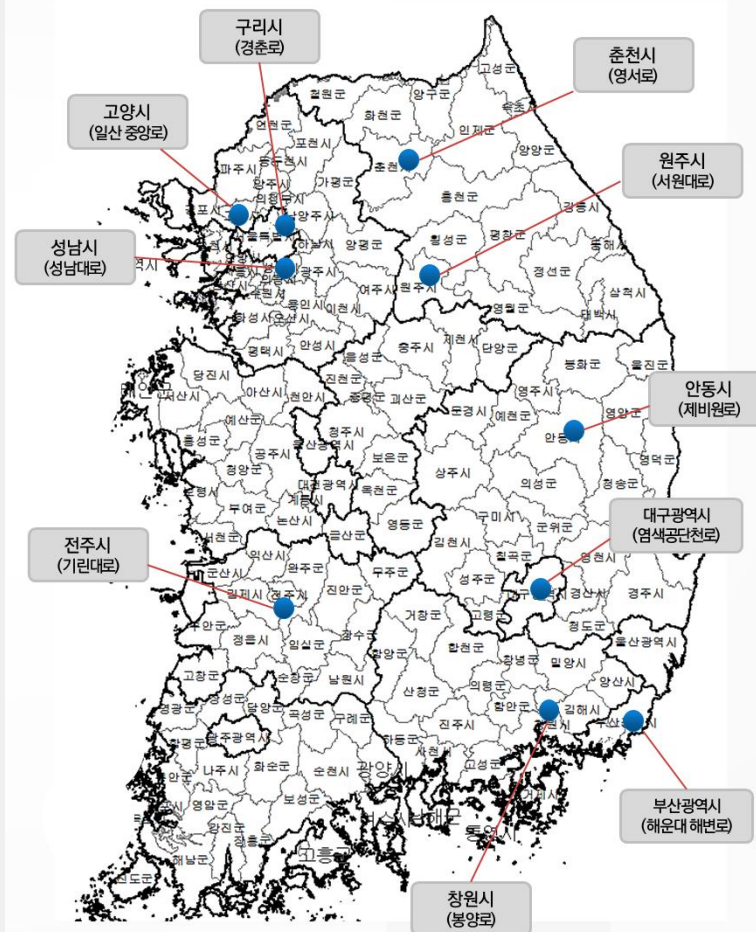 구리시
(경춘로)
춘천시
(영서로)
고양시
(일산 중앙로)
원주시
(서원대로)
성남시
(성남대로)
안동시
(제비원로)
대구광역시
(염색공단천로)
전주시
(기린대로)
부산광역시
(해운대 해변로)
창원시
(봉양로)
고성군
철원군
양구군
화천군
인제군
연천군
포천시
양양군
파주시
가평군
홍천군
양평군
횡성군
평창군
정선군
하남시
광주시
여주시
원주시
삼척시
이천시
영월군
태백시
평택시
안성시
충주시
제천시
단양군
음성군
봉화군
울진군
당진시
아산시
천안시
진천군
괴산군
영주시
문경시
예천군
영양군
예산군
청주시
홍성군
공주시
보은군
상주시
의성군
청송군
영덕군
청양군
대전광역시
옥천군
계룡시
부여군
논산시
영동군
구미시
군위군
서천군
금산군
김천시
칠곡군
영천시
익산시
완주군
무주군
성주군
경산시
경주시
군산시
김제시
전주시
진안군
고령군
청도군
거창군
정읍시
임실군
장수군
합천군
창녕군
밀양시
울산광역시
함양군
고창군
순창군
남원시
산청군
의령군
양산시
영광군
장성군
담양군
곡성군
구례군
함안군
김해시
광주광역시
진주시
하동군
사천시
함평군
나주시
화순군
순천시
광양시
고성군
영암군
보성군
거제시
강진군
장흥군
고흥군
통영시
해남군
진도군